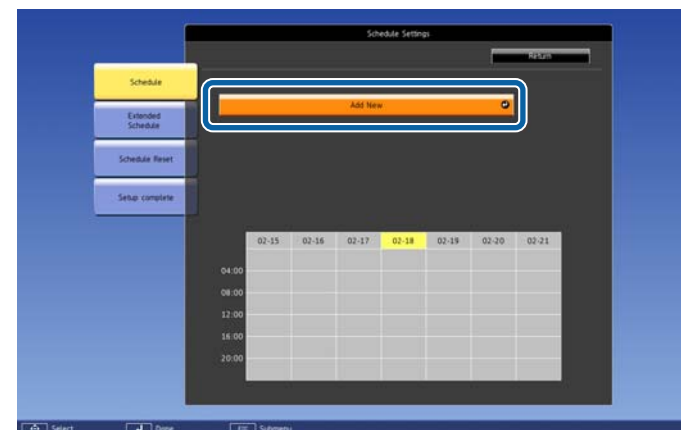 Schedule Settings
Return
Schedule
Add New
Extended
Schedule
Schedule Reset
Setup complete
02-15 02-16 02-17 02-18 02-19 02-20 02-21
04:00
08:00
12:00
16:00
20:00
Select Done ESC Submenu